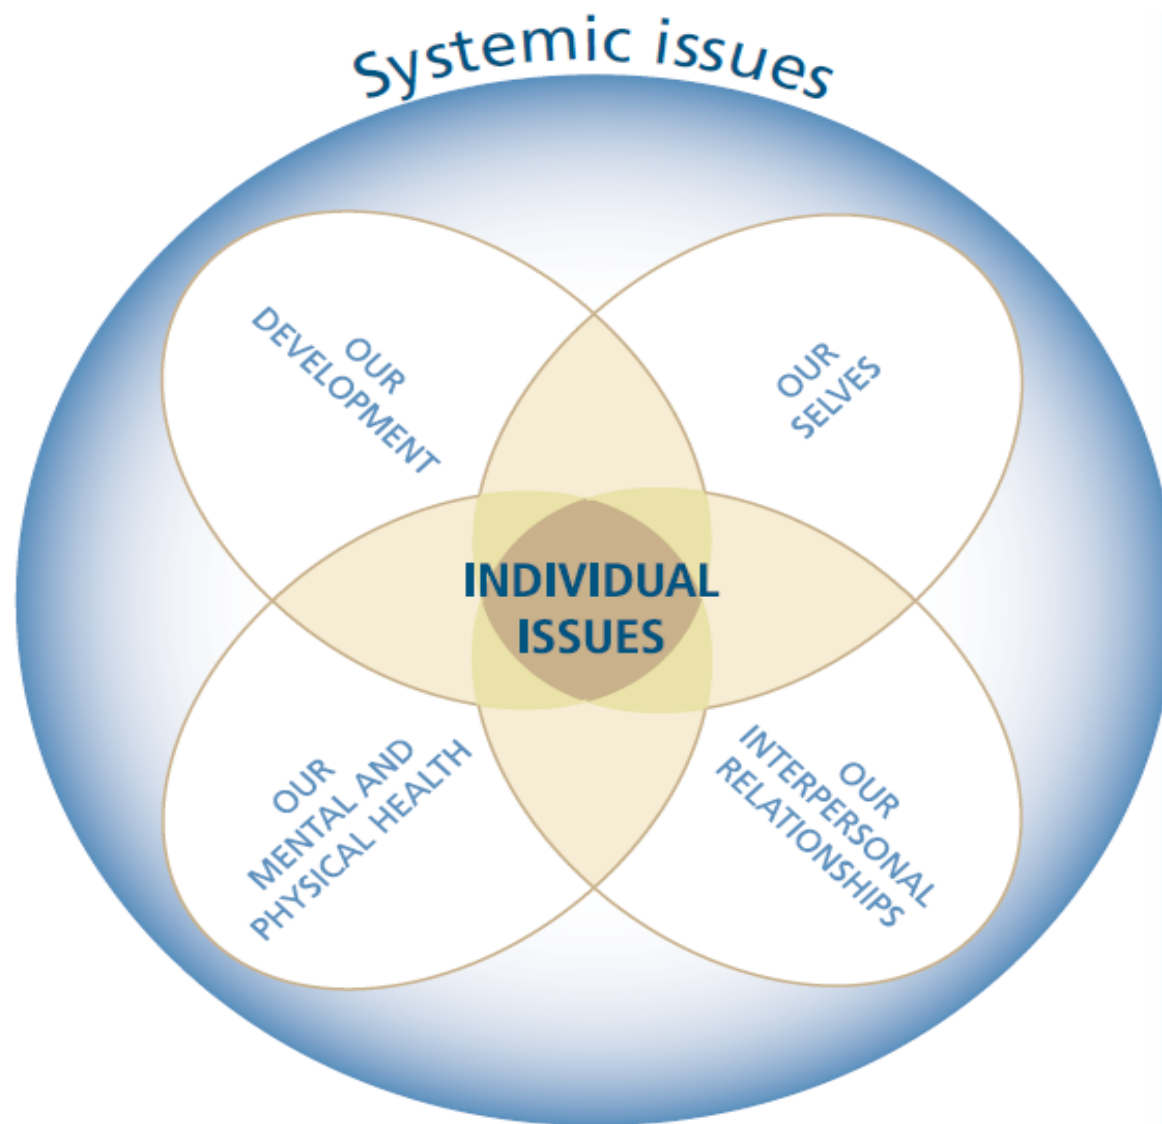 Systemic issues
OUR
DEVELOPMENT
OUR
SELVES
INDIVIDUAL
ISSUES
OUR
MENTAL AND
PHYSICAL HEALTH
OUR
INTERPERSONAL
RELATIONSHIPS